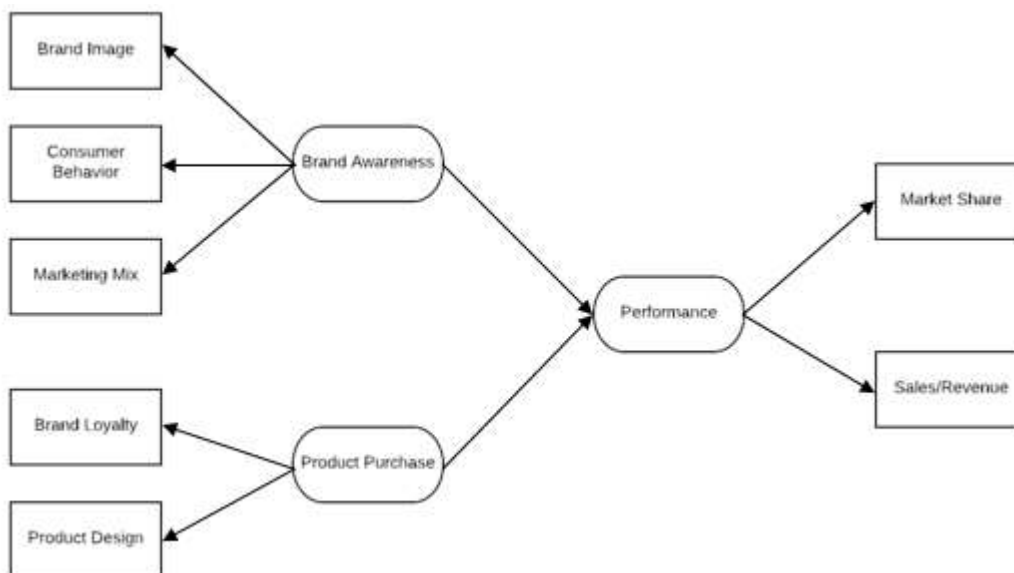 Brand Image
Consumer
Behavior
Brand Awareness
Market Share
Marketing Mix
Performance
Sales/Revenue
Brand Loyalty
Product Purchase
Product Design